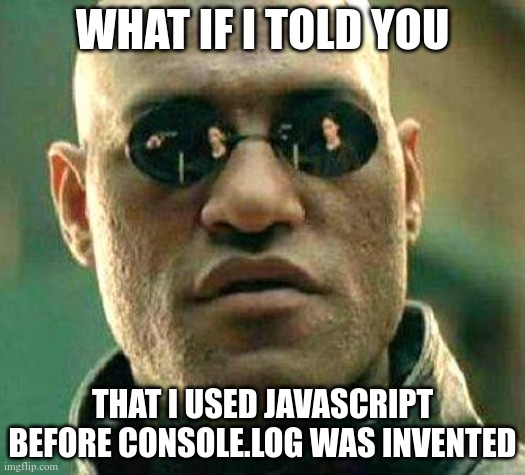 WHAT IF I TOLD YOU
THAT I USED JAVASCRIPT
BEFORE CONSOLE.LOG WAS INVENTED
imgflip.com